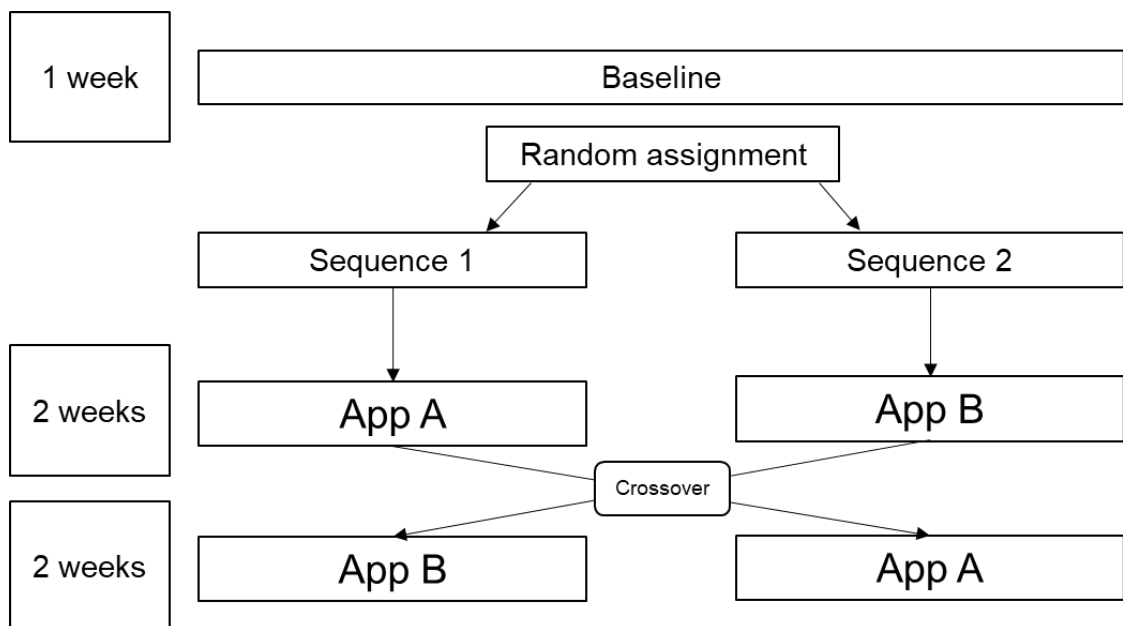 1 week
Baseline
Random assignment
Sequence 1
Sequence 2
2 weeks
App A
App B
Crossover
2 weeks
App B
App A